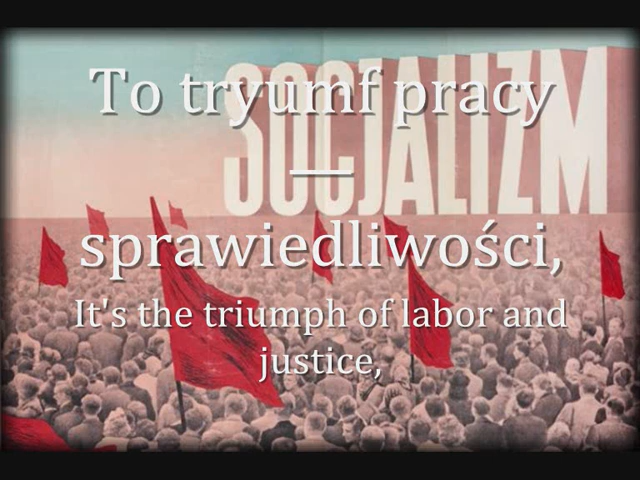 SOCJALIZM
To tryumf pracy
—
sprawiedliwości,
It's the triumph of labor and
justice,